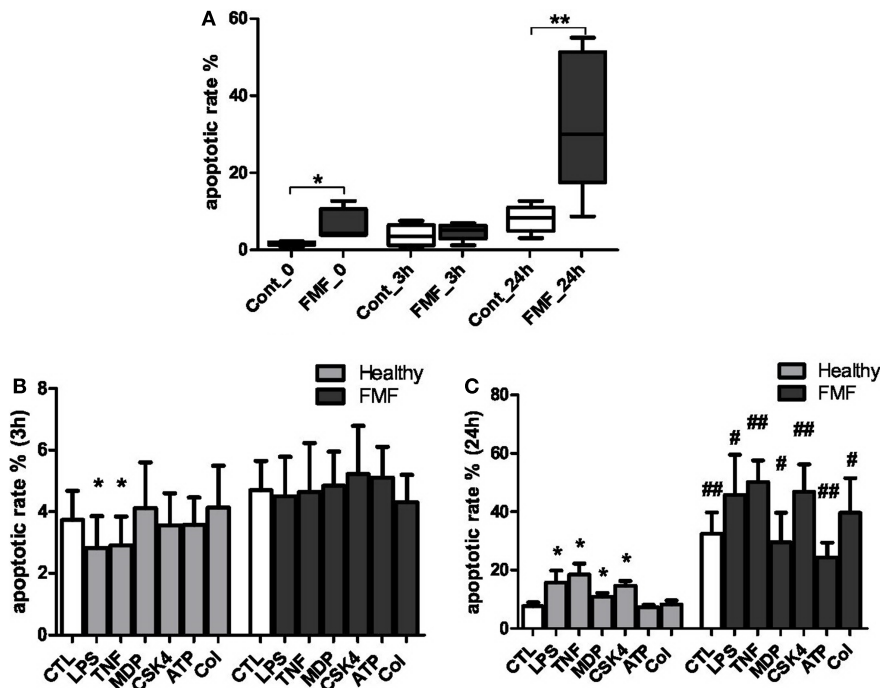 A
apoptotic rate %
60
40
20
0
*
**
Cont_0
FMF_0
Cont_3h
FMF_3h
Cont_24h
FMF_24h
B
Healthy
FMF
apoptotic rate % (3h)
8
6
4
2
0
* *
CTL LPS TNF MDP CSK4 ATP Col CTL LPS TNF MDP CSK4 ATP Col
C
Healthy
FMF
apoptotic rate % (24h)
80
60
40
20
0
* * * *
## # ## # ## ## #
CTL LPS TNF MDP CSK4 ATP Col CTL LPS TNF MDP CSK4 ATP Col